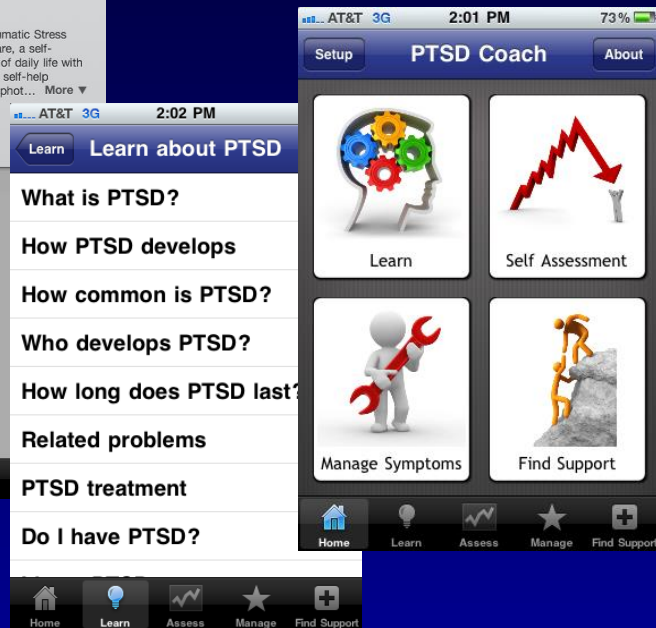 umatic Stress
are, a self-
of daily life with
self-help
phot... More ▼
AT&T 3G 2:02 PM
Learn Learn about PTSD
What is PTSD?
How PTSD develops
How common is PTSD?
Who develops PTSD?
How long does PTSD last?
Related problems
PTSD treatment
Do I have PTSD?
Home Learn Assess Manage Find Support
AT&T 3G 2:01 PM 73%
Setup PTSD Coach About
Learn Self Assessment
Manage Symptoms Find Support
Home Learn Assess Manage Find Support